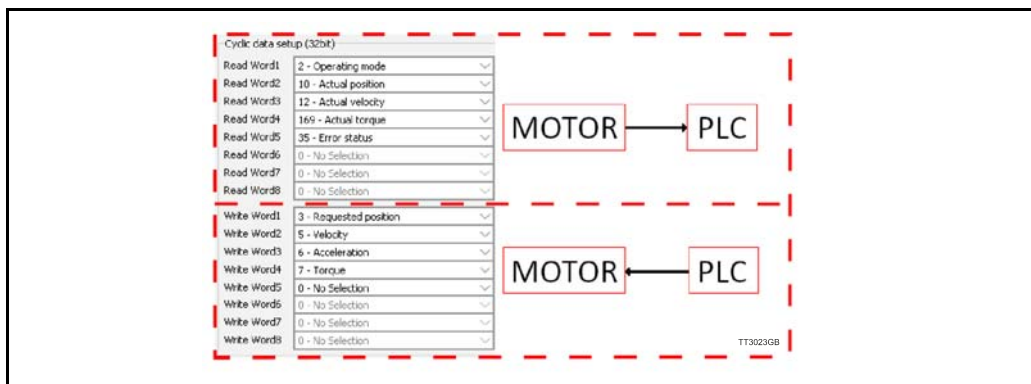 Cyclic data setup (32bit)
Read Word1 2 - Operating mode
Read Word2 10 - Actual position
Read Word3 12 - Actual velocity
Read Word4 169 - Actual torque
Read Word5 35 - Error status
Read Word6 0 - No Selection
Read Word7 0 - No Selection
Read Word8 0 - No Selection
MOTOR PLC
Write Word1 3 - Requested position
Write Word2 5 - Velocity
Write Word3 6 - Acceleration
Write Word4 7 - Torque
Write Word5 0 - No Selection
Write Word6 0 - No Selection
Write Word7 0 - No Selection
Write Word8 0 - No Selection
MOTOR PLC
TT3023GB